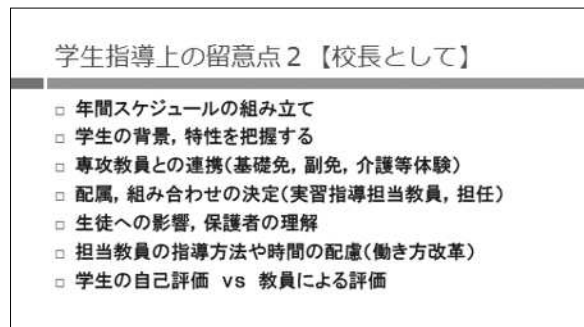 学生指導上の留意点2【校長として】
□ 年間スケジュールの組み立て
□ 学生の背景，特性を把握する
□ 専攻教員との連携（基礎免，副免，介護等体験）
□ 配属，組み合わせの決定（実習指導担当教員，担任）
□ 生徒への影響，保護者の理解
□ 担当教員の指導方法や時間の配慮（働き方改革）
□ 学生の自己評価 vs 教員による評価